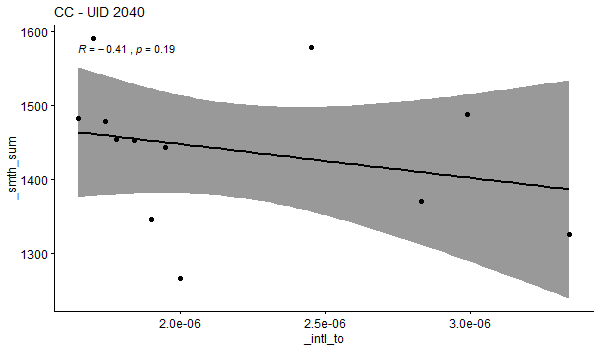 CC - UID 2040
1600
R = − 0.41 , p = 0.19
1500
1400
1300
_smth_sum
2.0e-06 2.5e-06 3.0e-06
_intl_to